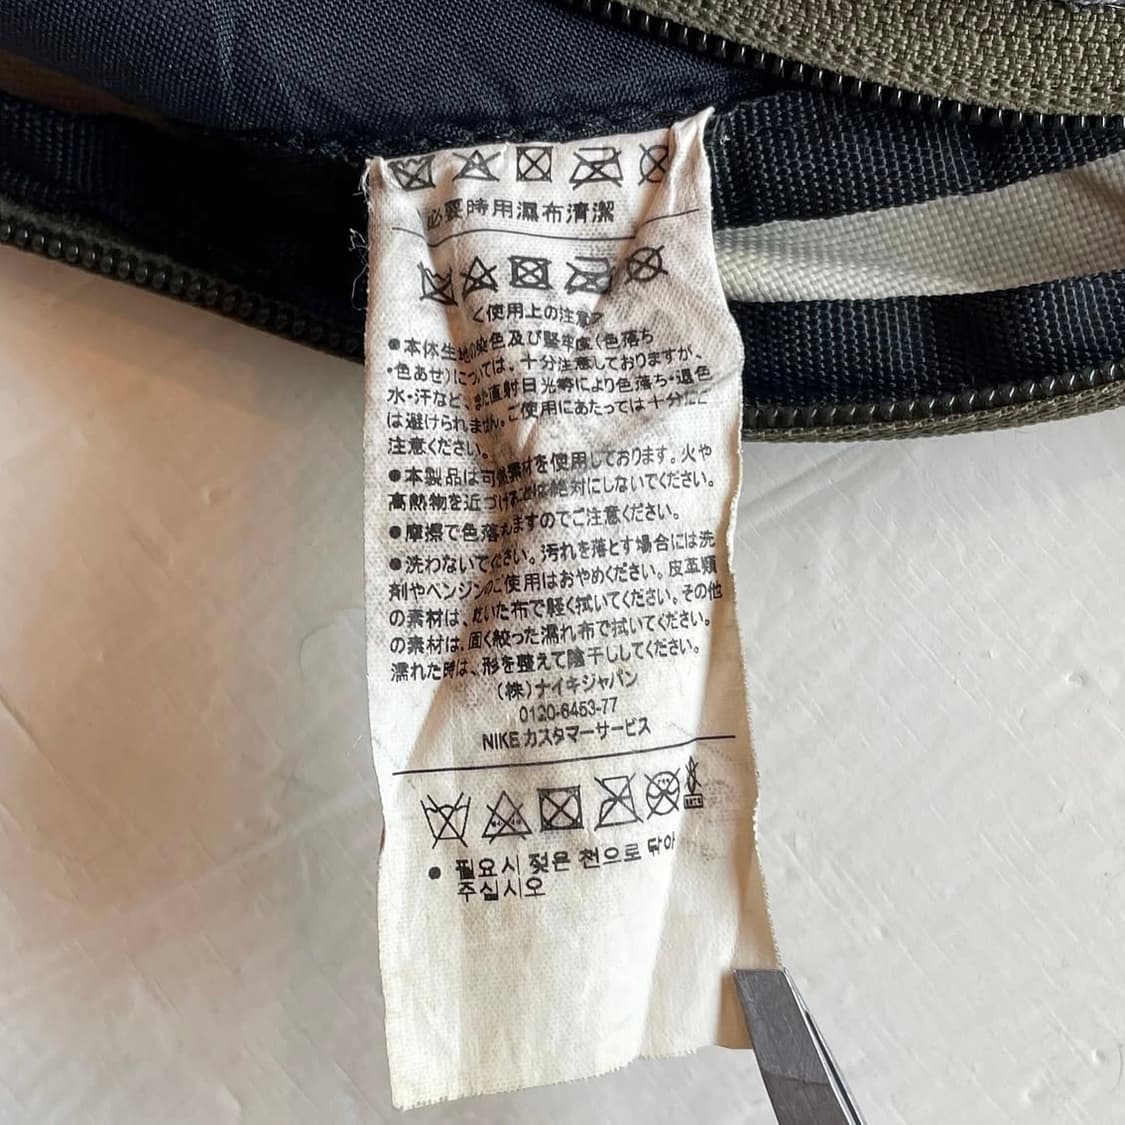 必要時用濕布清潔
<使用上の注意>
●本体生地の染色及び堅牢度(色落ち
・色あせ)については、十分注意しておりますが、
水・汗など、また直射日光等により色落ち・退色
は避けられません。ご使用にあたっては十分にご
注意ください。
●本製品は可燃素材を使用しております。火や
高熱物を近づけることは絶対にしないでください。
●摩擦で色落ちますのでご注意ください。
●洗わないでください。汚れを落とす場合には洗
剤やベンジンのご使用はおやめください。皮革類
の素材は、乾いた布で軽く拭いてください。その他
の素材は、固く絞った濡れ布で拭いてください。
濡れた時は、形を整えて陰干ししてください。
(株)ナイキジャパン
0120-6453-77
NIKE カスタマーサービス
● 필요시 젖은 천으로 닦아
주십시오